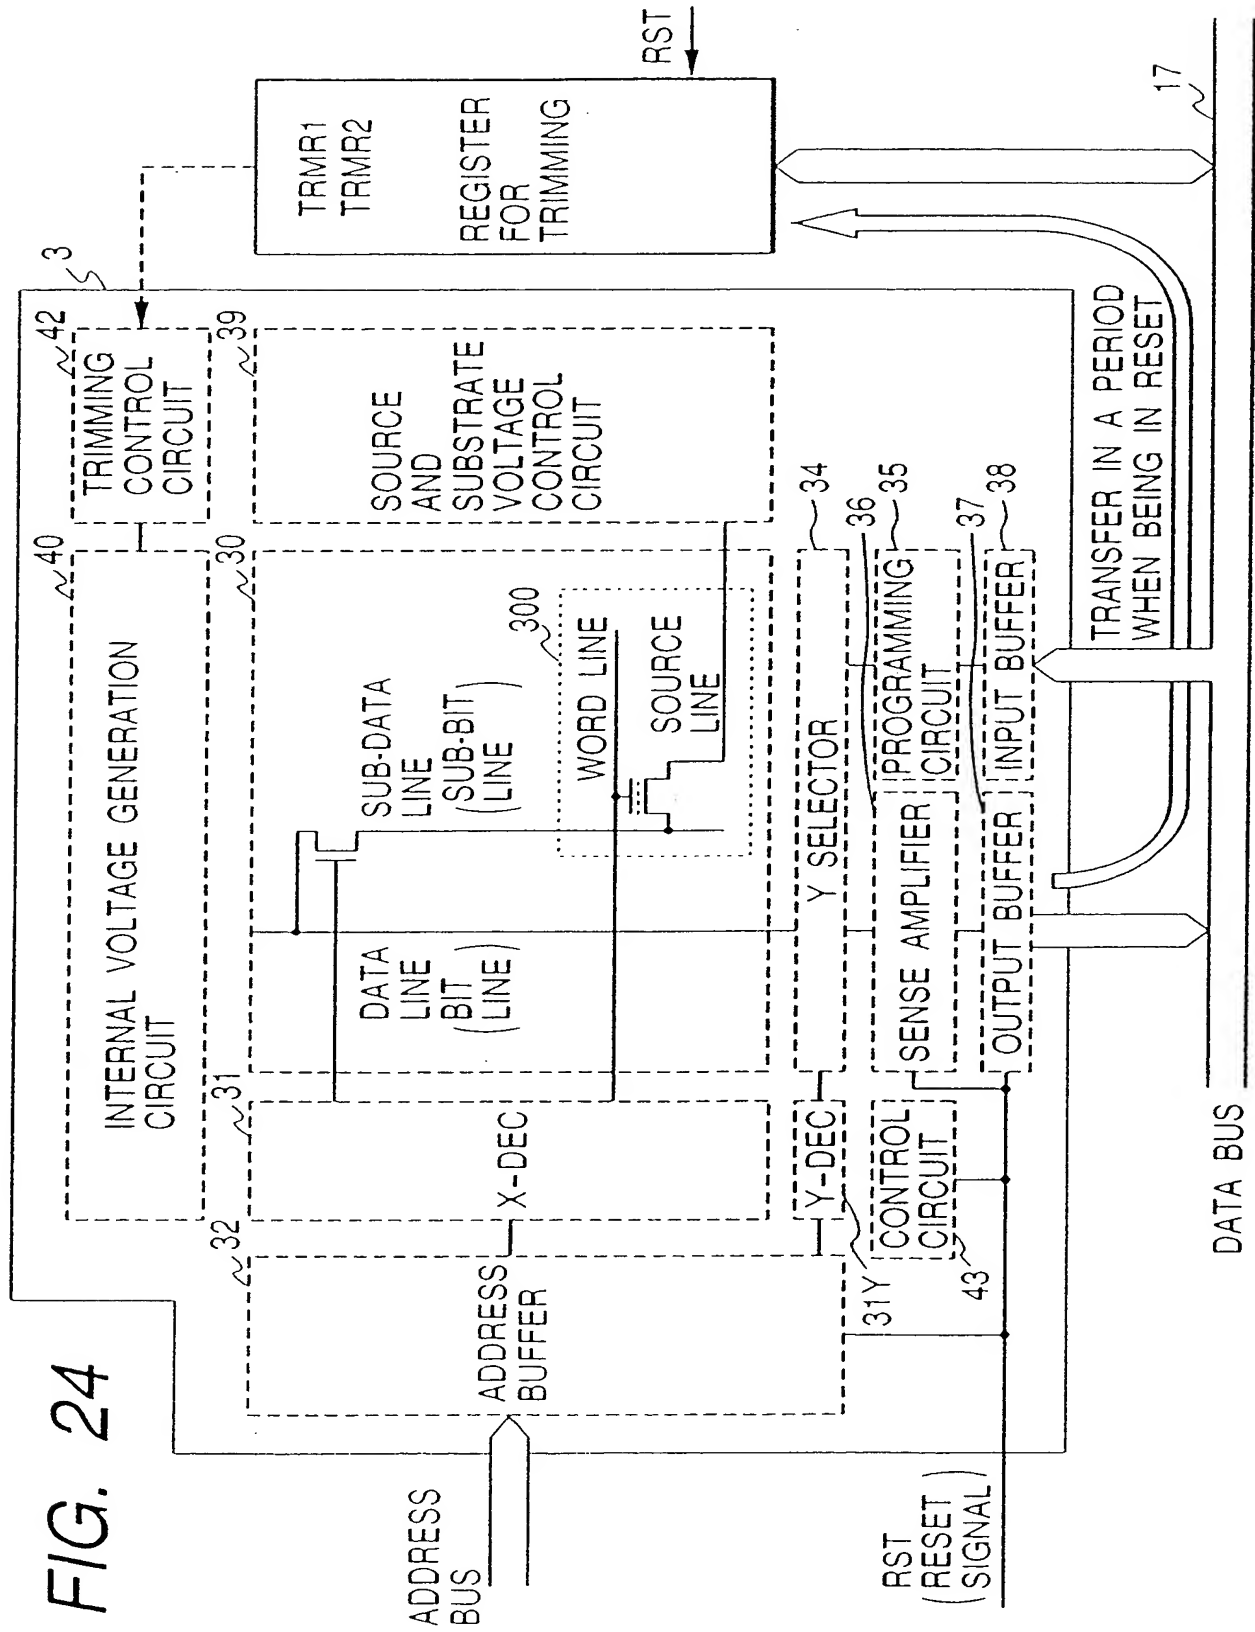 FIG. 24
3
INTERNAL VOLTAGE GENERATION
CIRCUIT
40
TRIMMING
CONTROL
CIRCUIT
42
TRMR1
TRMR2
REGISTER
FOR
TRIMMING
RST
ADDRESS
BUS
ADDRESS
BUFFER
32
X-DEC
31
30
DATA
LINE
(BIT
LINE)
SUB-DATA
LINE
(SUB-BIT
LINE)
WORD LINE
300
SOURCE
LINE
SOURCE
AND
SUBSTRATE
VOLTAGE
CONTROL
CIRCUIT
39
Y-DEC
31Y
Y SELECTOR
34
CONTROL
CIRCUIT
43
SENSE AMPLIFIER
36
PROGRAMMING
CIRCUIT
35
OUTPUT BUFFER
37
INPUT BUFFER
38
RST
(RESET
SIGNAL)
TRANSFER IN A PERIOD
WHEN BEING IN RESET
DATA BUS
17